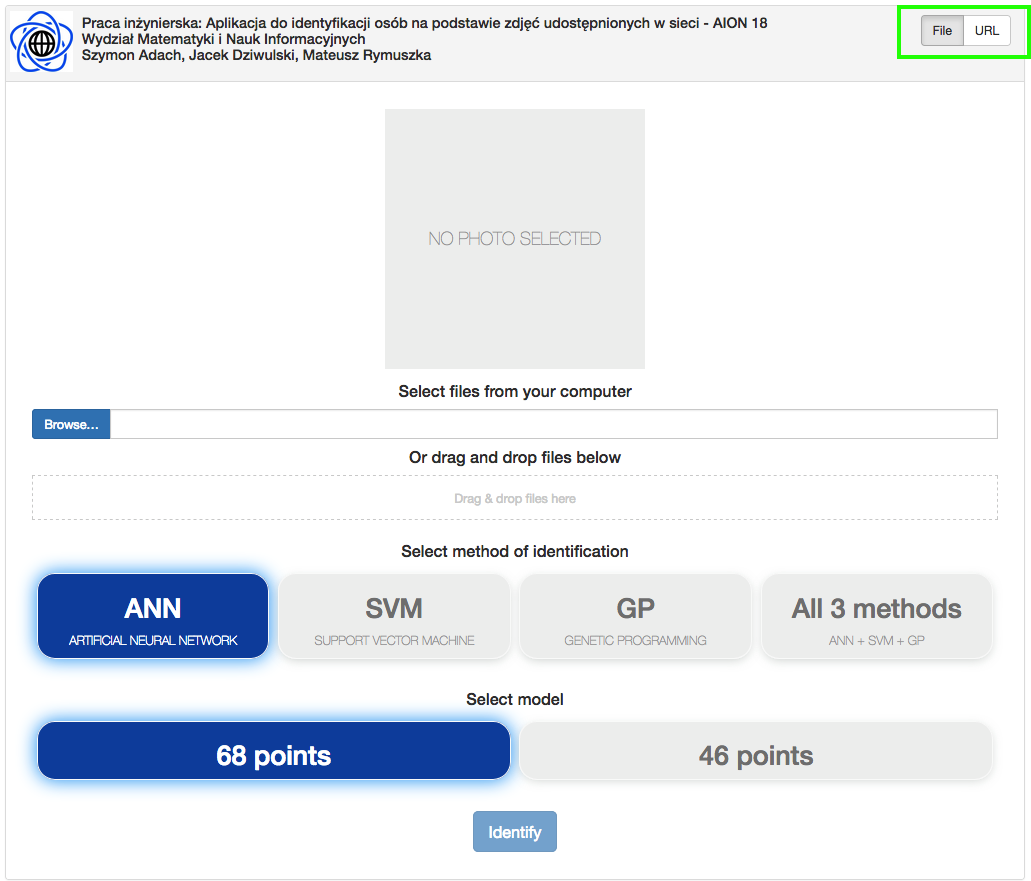 Praca inżynierska: Aplikacja do identyfikacji osób na podstawie zdjęć udostępnionych w sieci - AION 18
Wydział Matematyki i Nauk Informacyjnych
Szymon Adach, Jacek Dziwulski, Mateusz Rymuszka
File URL
NO PHOTO SELECTED
Select files from your computer
Browse...
Or drag and drop files below
Drag & drop files here
Select method of identification
ANN SVM GP All 3 methods
ARTIFICIAL NEURAL NETWORK SUPPORT VECTOR MACHINE GENETIC PROGRAMMING ANN + SVM + GP
Select model
68 points 46 points
Identify